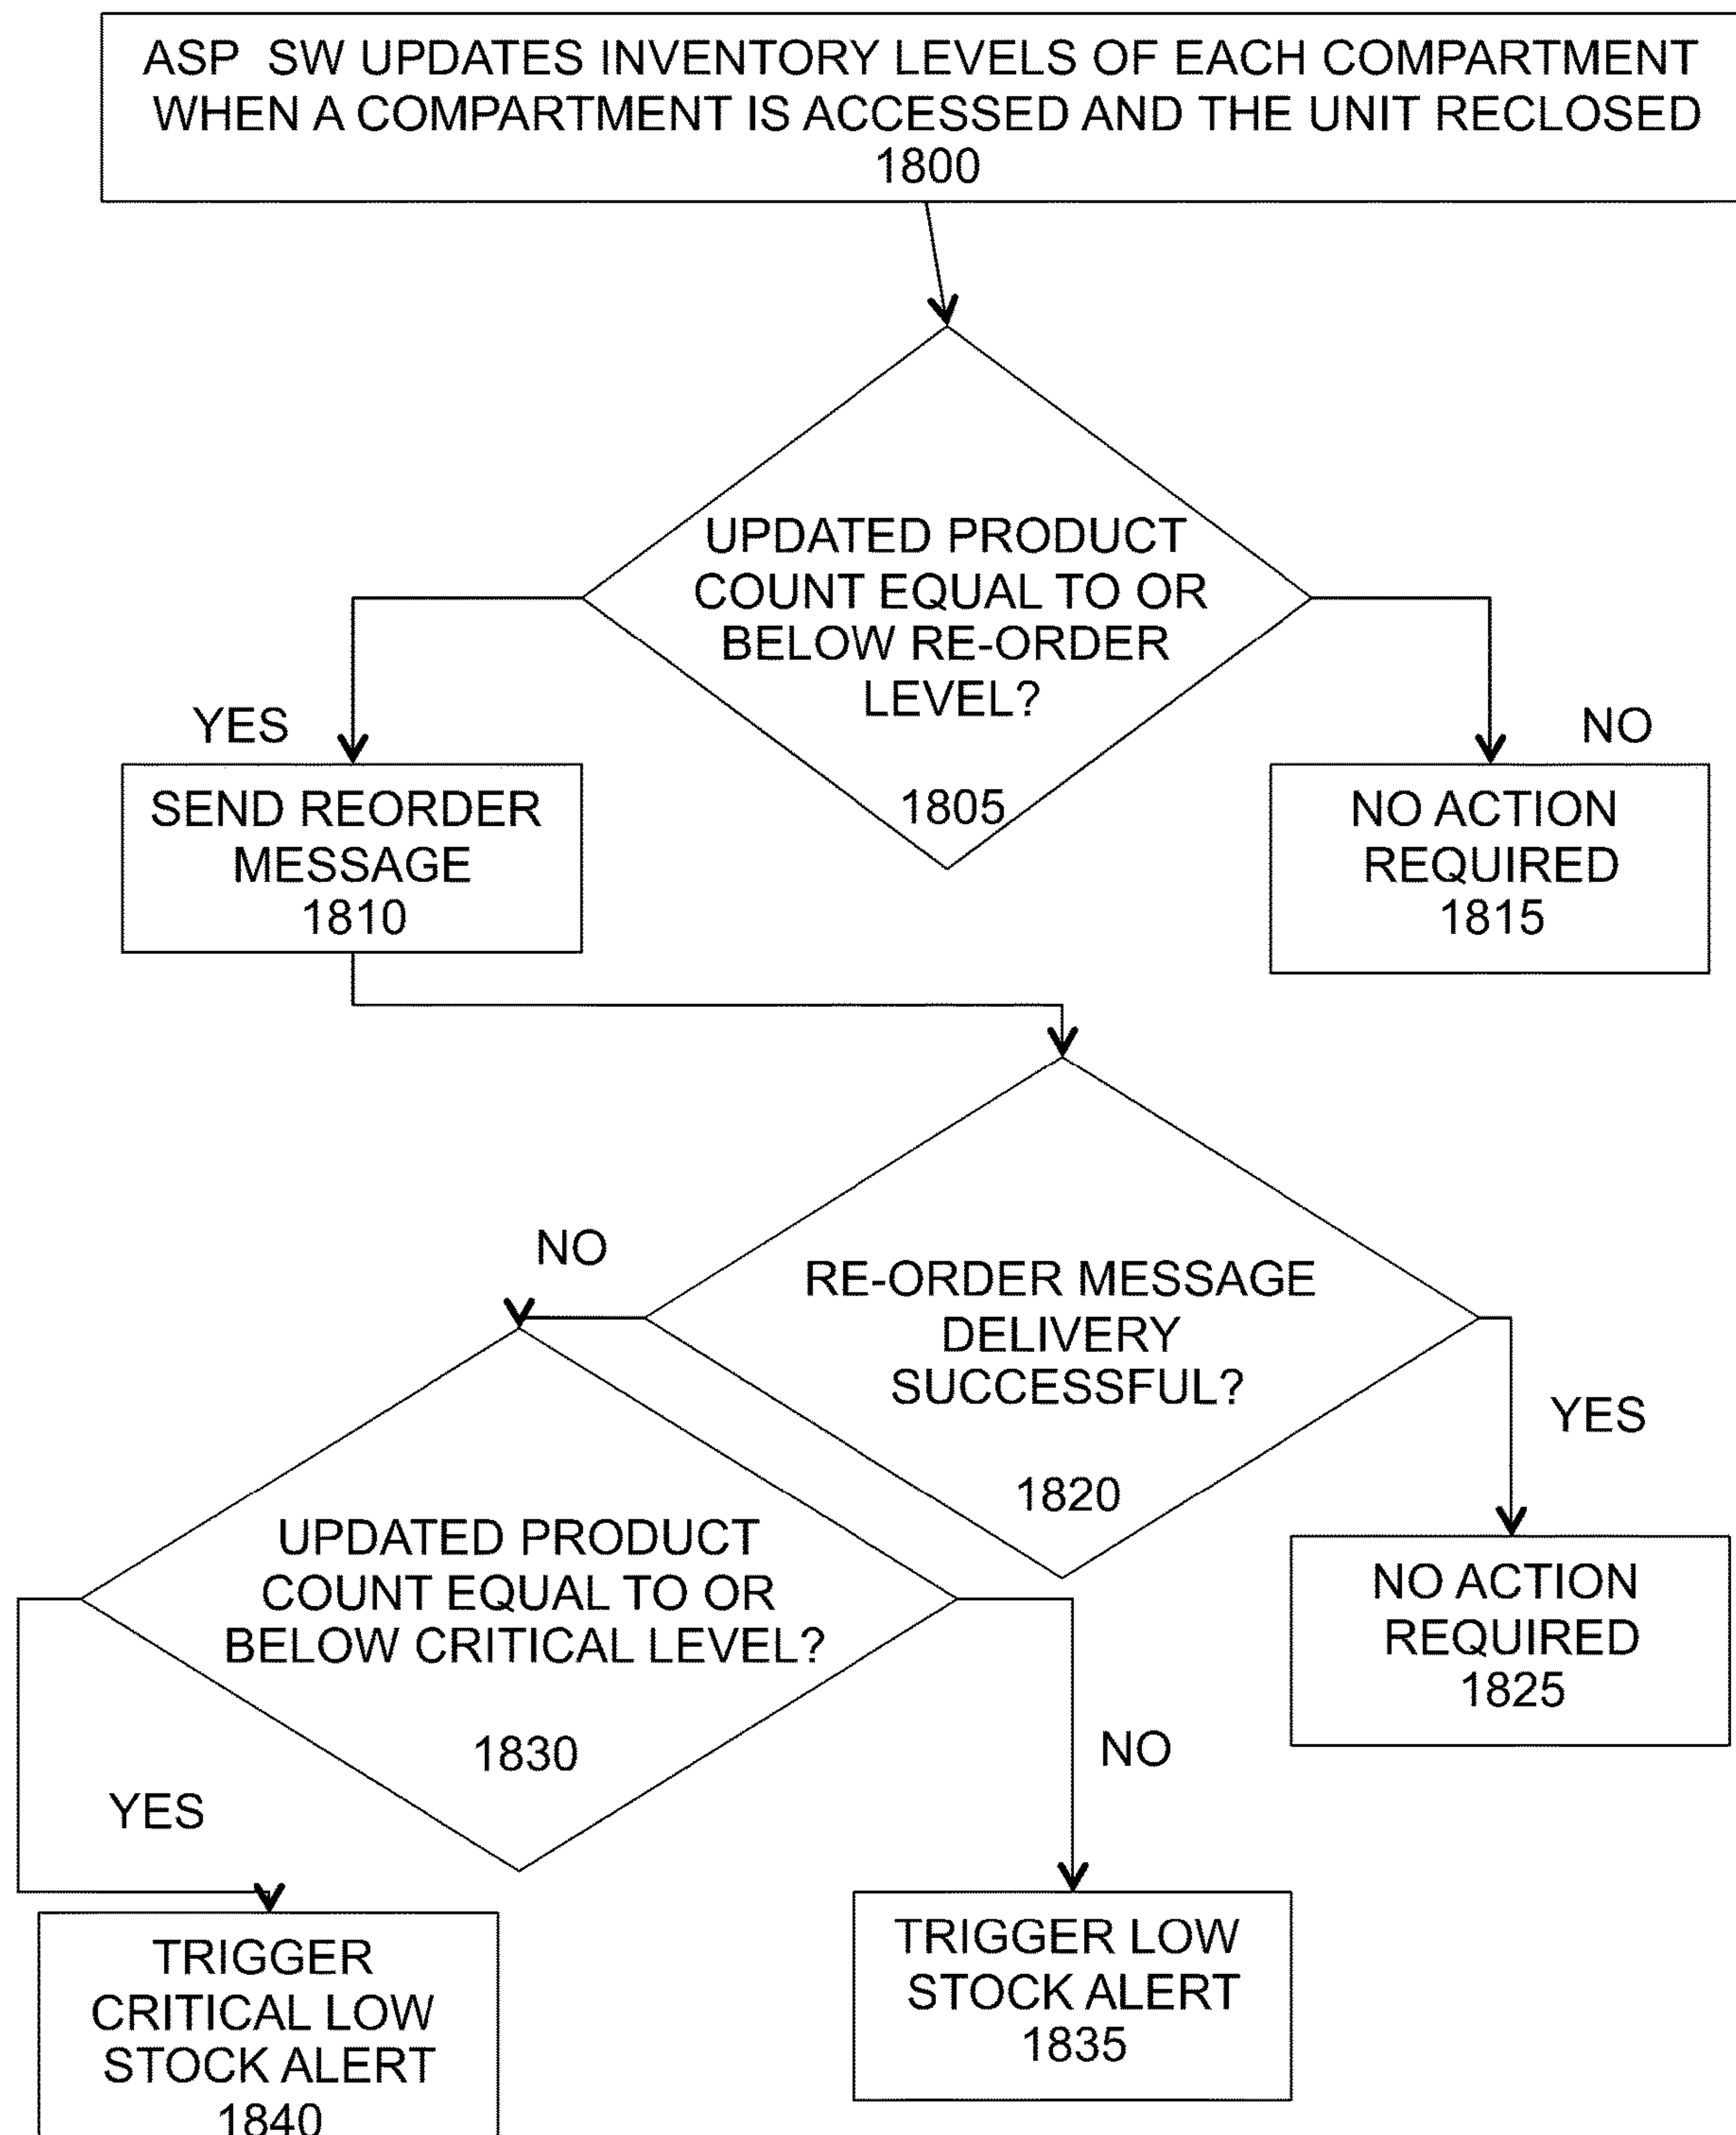 ASP SW UPDATES INVENTORY LEVELS OF EACH COMPARTMENT
WHEN A COMPARTMENT IS ACCESSED AND THE UNIT RECLOSED
1800
UPDATED PRODUCT
COUNT EQUAL TO OR
BELOW RE-ORDER
LEVEL?
1805
YES
NO
SEND REORDER
MESSAGE
1810
NO ACTION
REQUIRED
1815
RE-ORDER MESSAGE
DELIVERY
SUCCESSFUL?
1820
NO
YES
UPDATED PRODUCT
COUNT EQUAL TO OR
BELOW CRITICAL LEVEL?
1830
NO ACTION
REQUIRED
1825
YES
NO
TRIGGER
CRITICAL LOW
STOCK ALERT
1840
TRIGGER LOW
STOCK ALERT
1835